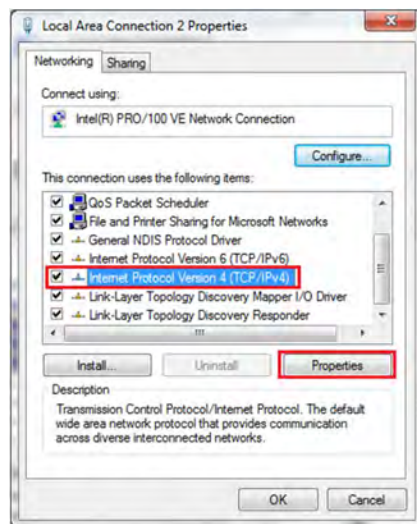 Local Area Connection 2 Properties
Networking
Sharing
Connect using:
Intel(R) PRO/100 VE Network Connection
Configure...
This connection uses the following items:
QoS Packet Scheduler
File and Printer Sharing for Microsoft Networks
General NDIS Protocol Driver
Internet Protocol Version 6 (TCP/IPv6)
Internet Protocol Version 4 (TCP/IPv4)
Link-Layer Topology Discovery Mapper I/O Driver
Link-Layer Topology Discovery Responder
Install...
Uninstall
Properties
Description
Transmission Control Protocol/Internet Protocol. The default
wide area network protocol that provides communication
across diverse interconnected networks.
OK
Cancel